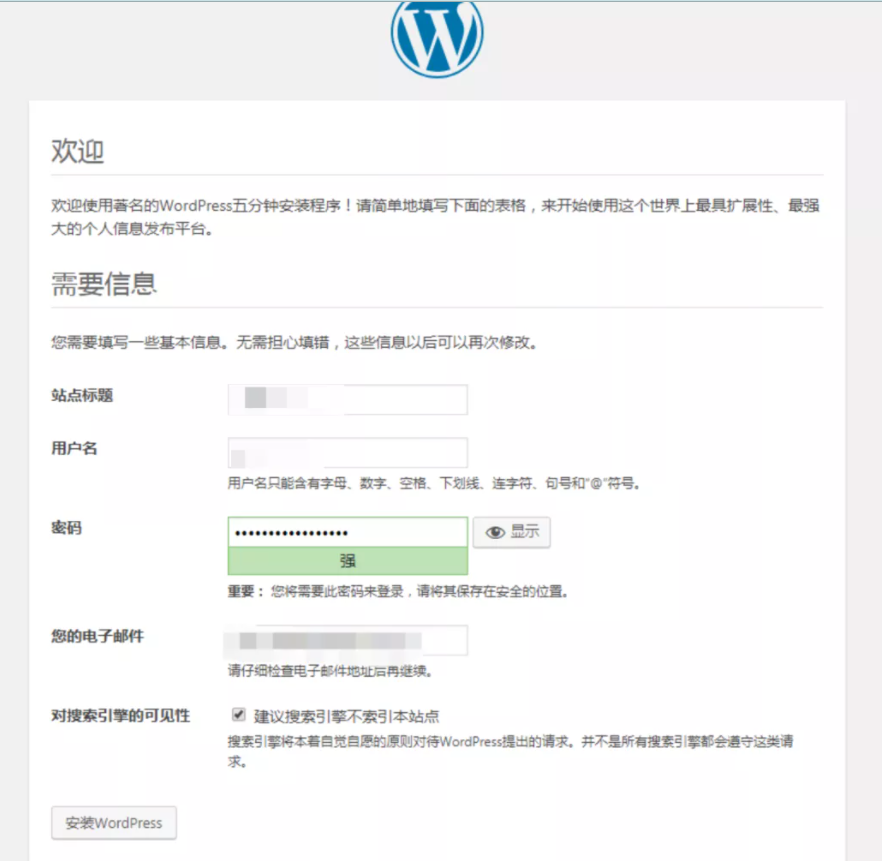 欢迎
欢迎使用著名的WordPress五分钟安装程序！请简单地填写下面的表格，来开始使用这个世界上最具扩展性、最强
大的个人信息发布平台。
需要信息
您需要填写一些基本信息。无需担心填错，这些信息以后可以再次修改。
站点标题
用户名
用户名只能含有字母、数字、空格、下划线、连字符、句号和"@"符号。
密码
•••••••••••••••••
显示
强
重要： 您将需要此密码来登录，请将其保存在安全的位置。
您的电子邮件
请仔细检查电子邮件地址后再继续。
对搜索引擎的可见性
建议搜索引擎不索引本站点
搜索引擎将本着自觉自愿的原则对待WordPress提出的请求。并不是所有搜索引擎都会遵守这类请
求。
安装WordPress